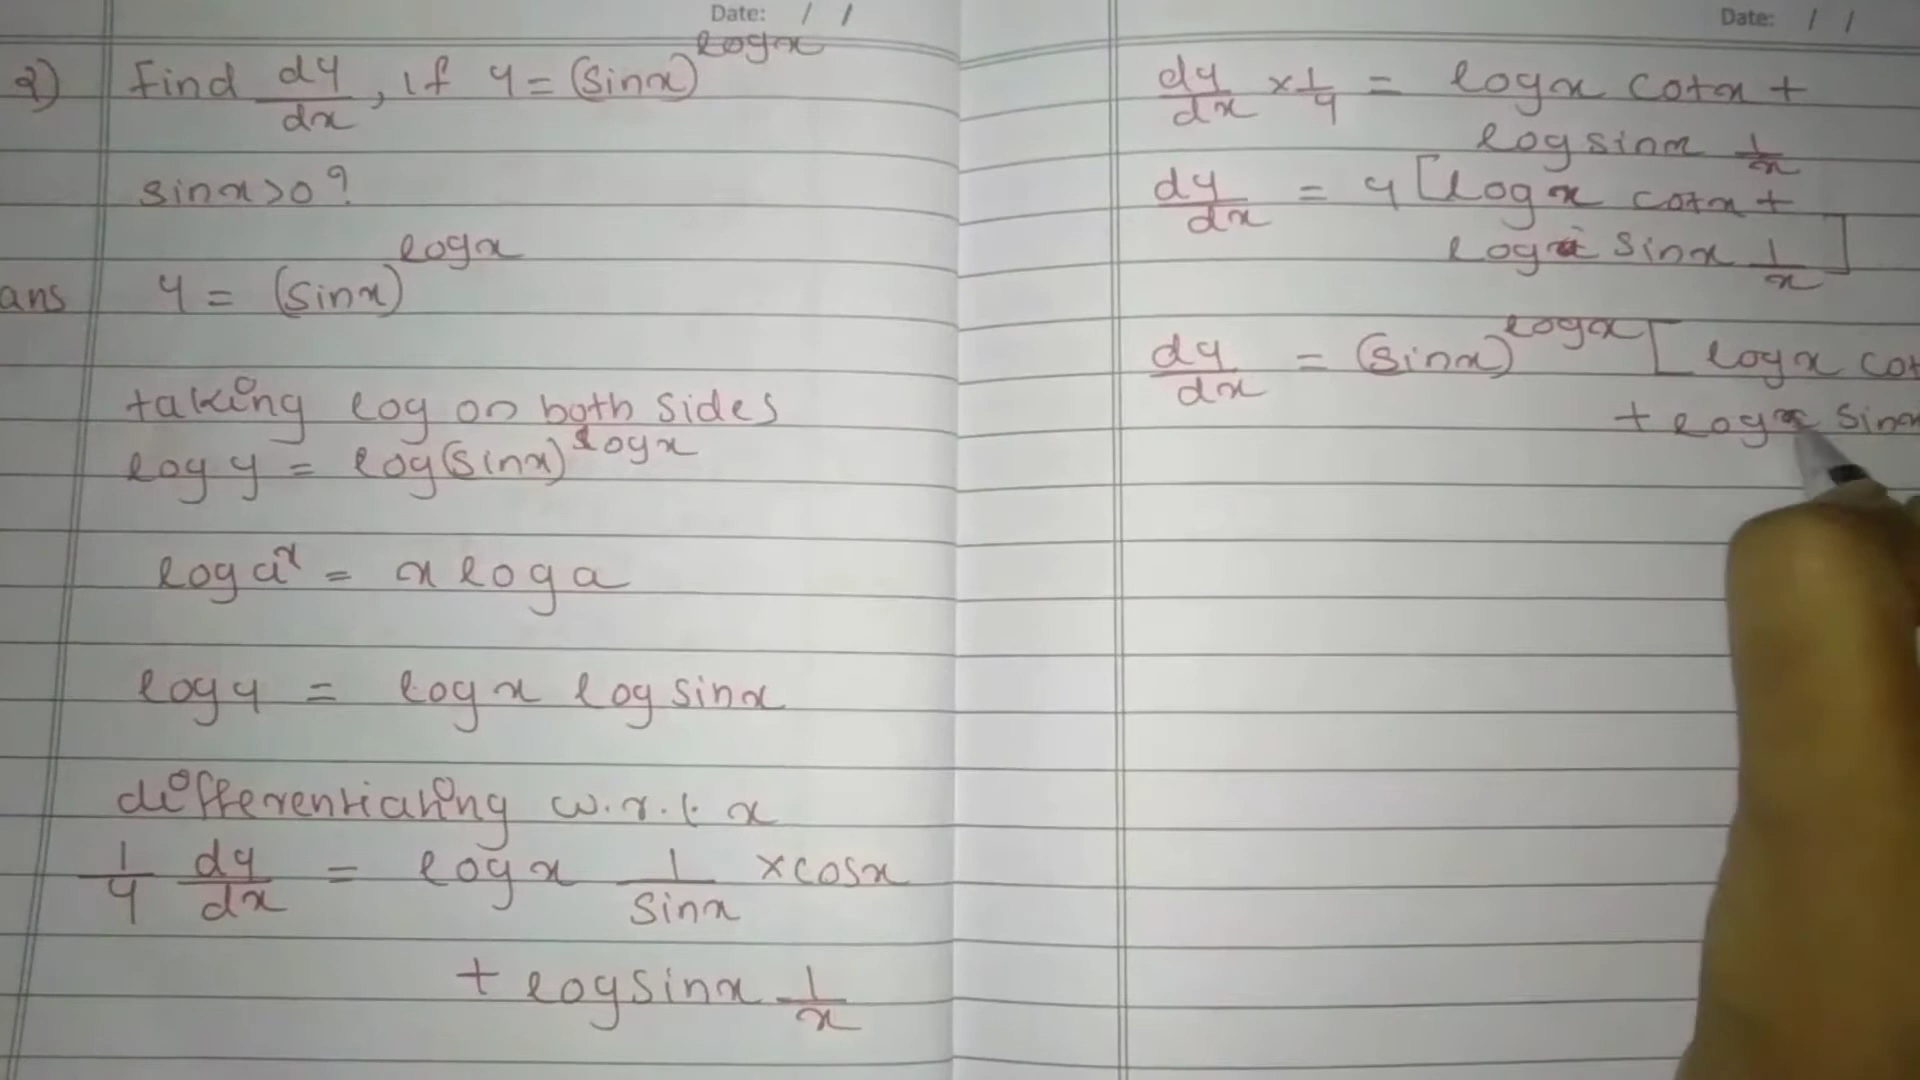 Date: / /
2) Find dy/dx, if y = (sinx)^logx
sinx>0?
ans y = (sinx)^logx
taking log on both sides
log y = log(sinx)^logx
log a^x = x log a
log y = log x log sinx
differentiating w.r.t x
1/y dy/dx = log x 1/sinx × cosx
+ log sinx 1/x
Date: / /
dy/dx × 1/y = logx cotx +
log sinx 1/x
dy/dx = y [log x cotx +
log sinx 1/x]
dy/dx = (sinx)^logx [ logx cot
+ log sinx